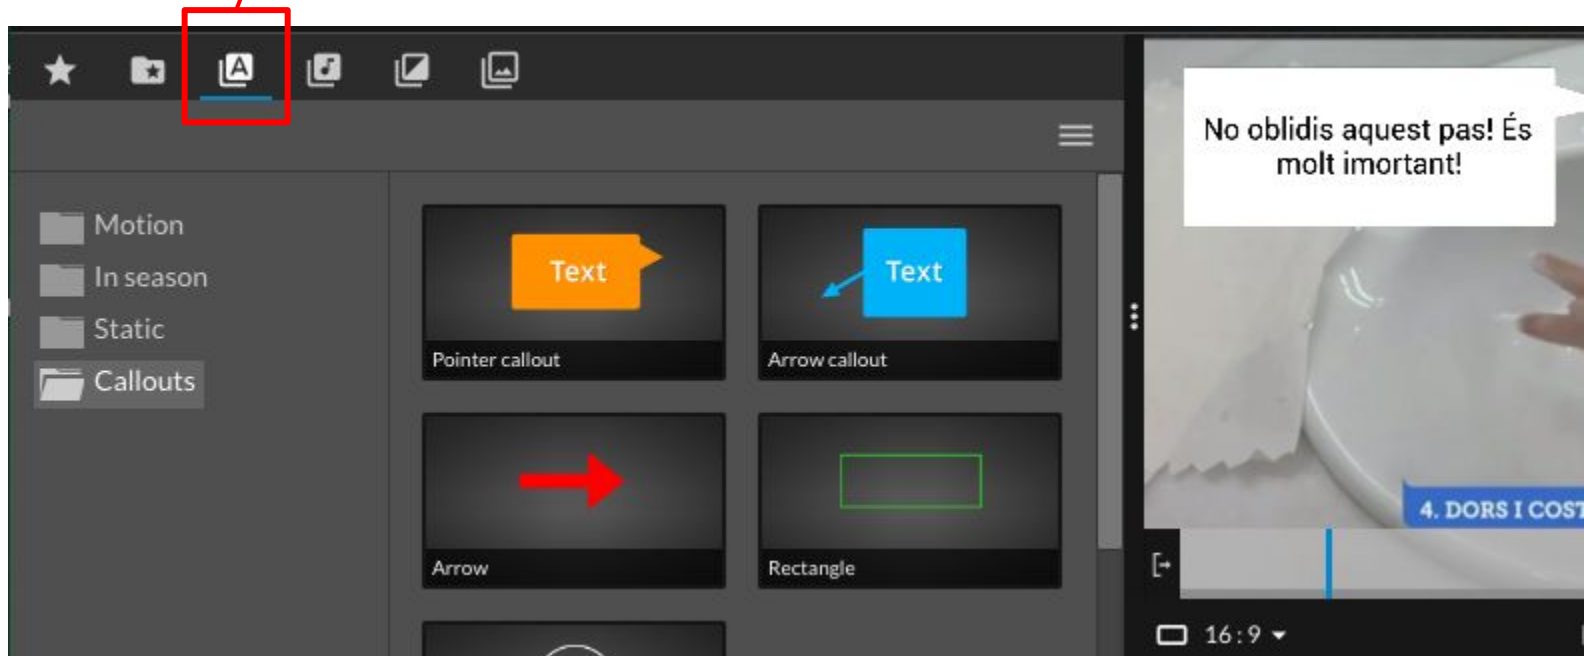 No oblidis aquest pas! És
molt imortant!
Motion
In season
Static
Callouts
Text
Text
Pointer callout
Arrow callout
Arrow
Rectangle
4. DORS I COST
16:9